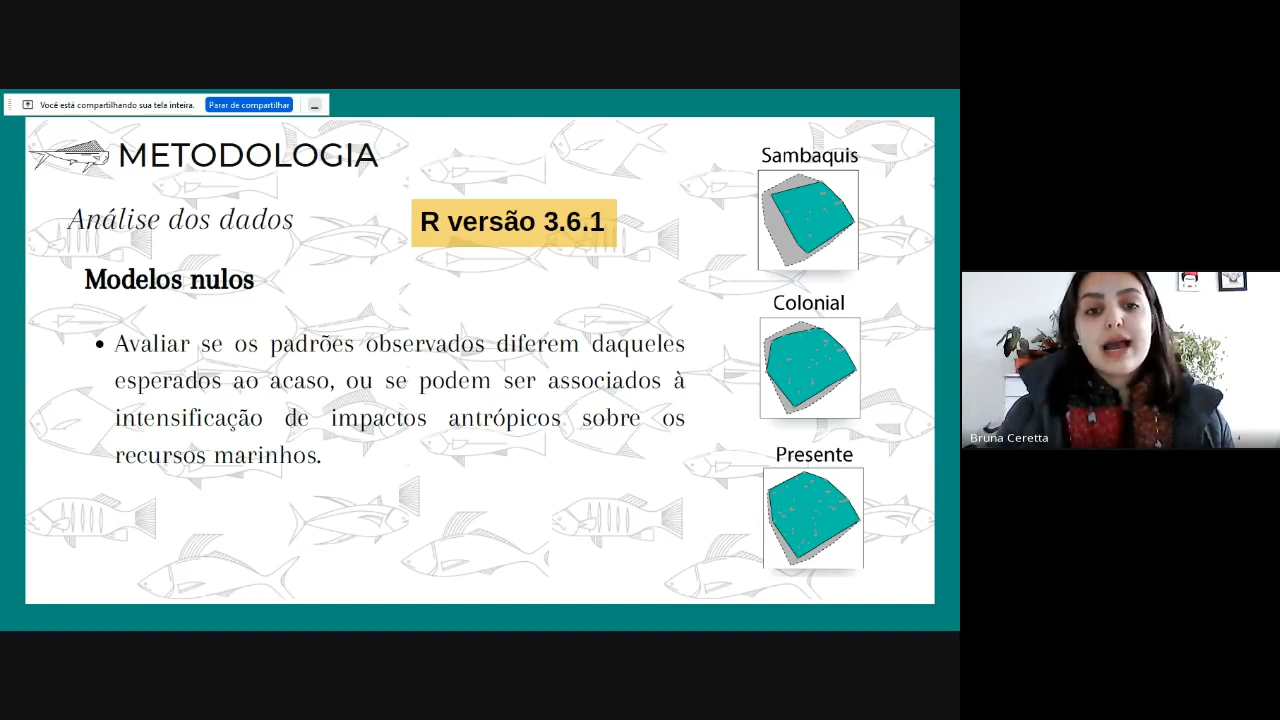 Você está compartilhando sua tela inteira.
Parar de compartilhar
METODOLOGIA
Análise dos dados
R versão 3.6.1
Modelos nulos
• Avaliar se os padrões observados diferem daqueles
esperados ao acaso, ou se podem ser associados à
intensificação de impactos antrópicos sobre os
recursos marinhos.
Sambaquis
Colonial
Presente
Bruna Ceretta